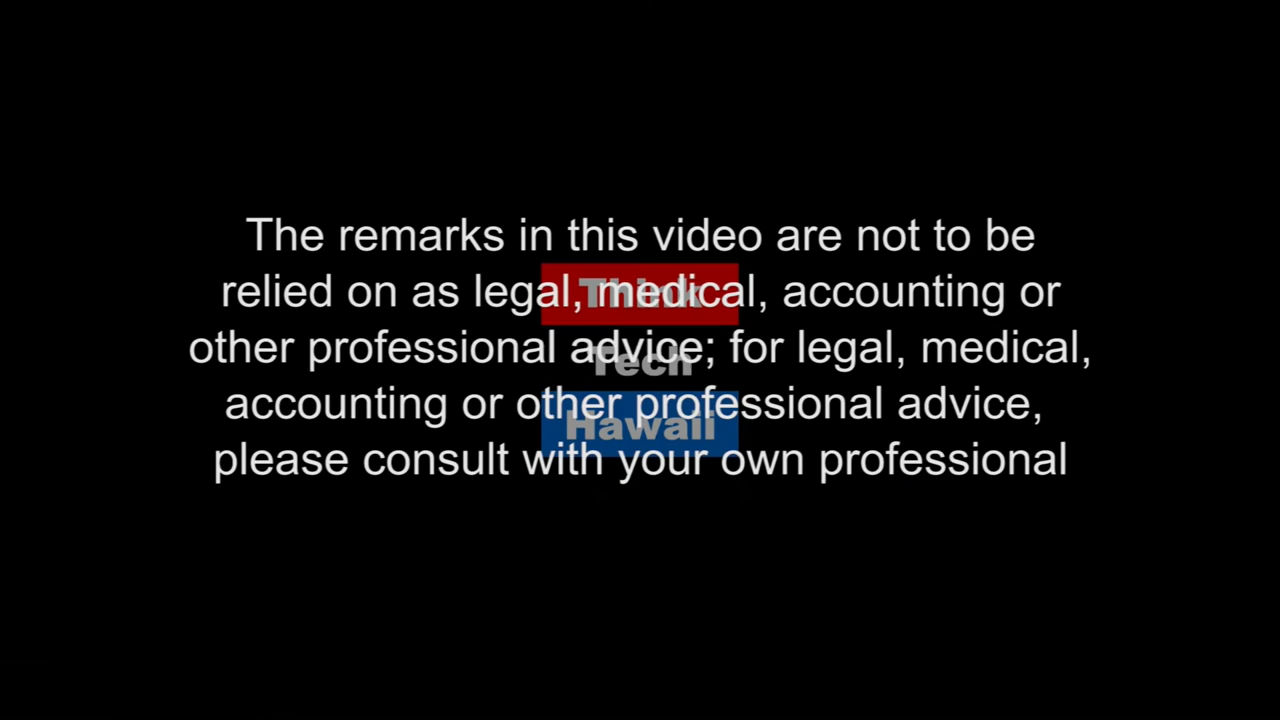 The remarks in this video are not to be
relied on as legal, medical, accounting or
other professional advice; for legal, medical,
accounting or other professional advice,
please consult with your own professional
Think
Tech
Hawaii